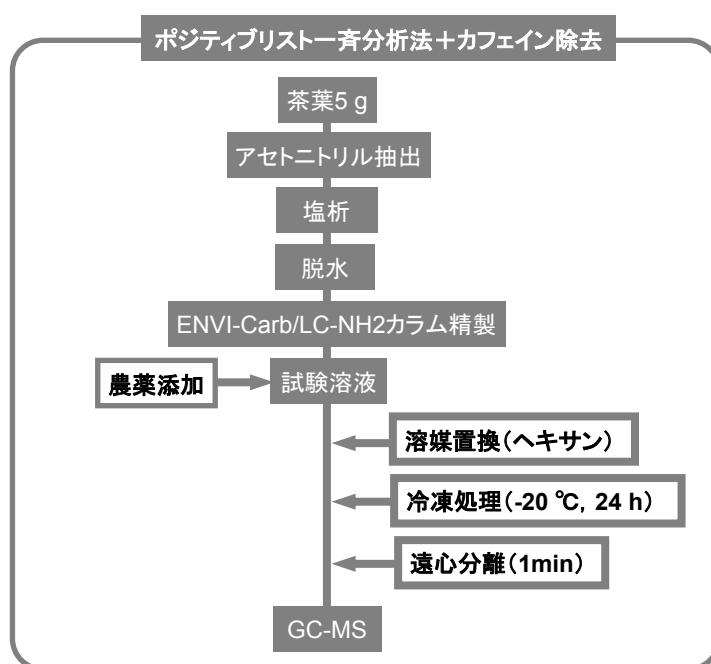 ポジティブリスト一斉分析法＋カフェイン除去
茶葉5 g
アセトニトリル抽出
塩析
脱水
ENVI-Carb/LC-NH2カラム精製
農薬添加
試験溶液
溶媒置換（ヘキサン）
冷凍処理（-20 ℃, 24 h）
遠心分離（1min）
GC-MS